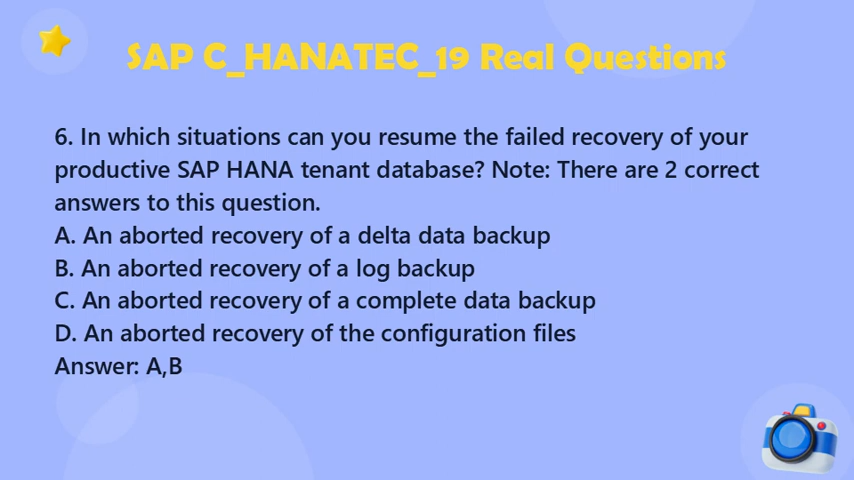 SAP C_HANATEC_19 Real Questions
6. In which situations can you resume the failed recovery of your
productive SAP HANA tenant database? Note: There are 2 correct
answers to this question.
A. An aborted recovery of a delta data backup
B. An aborted recovery of a log backup
C. An aborted recovery of a complete data backup
D. An aborted recovery of the configuration files
Answer: A,B